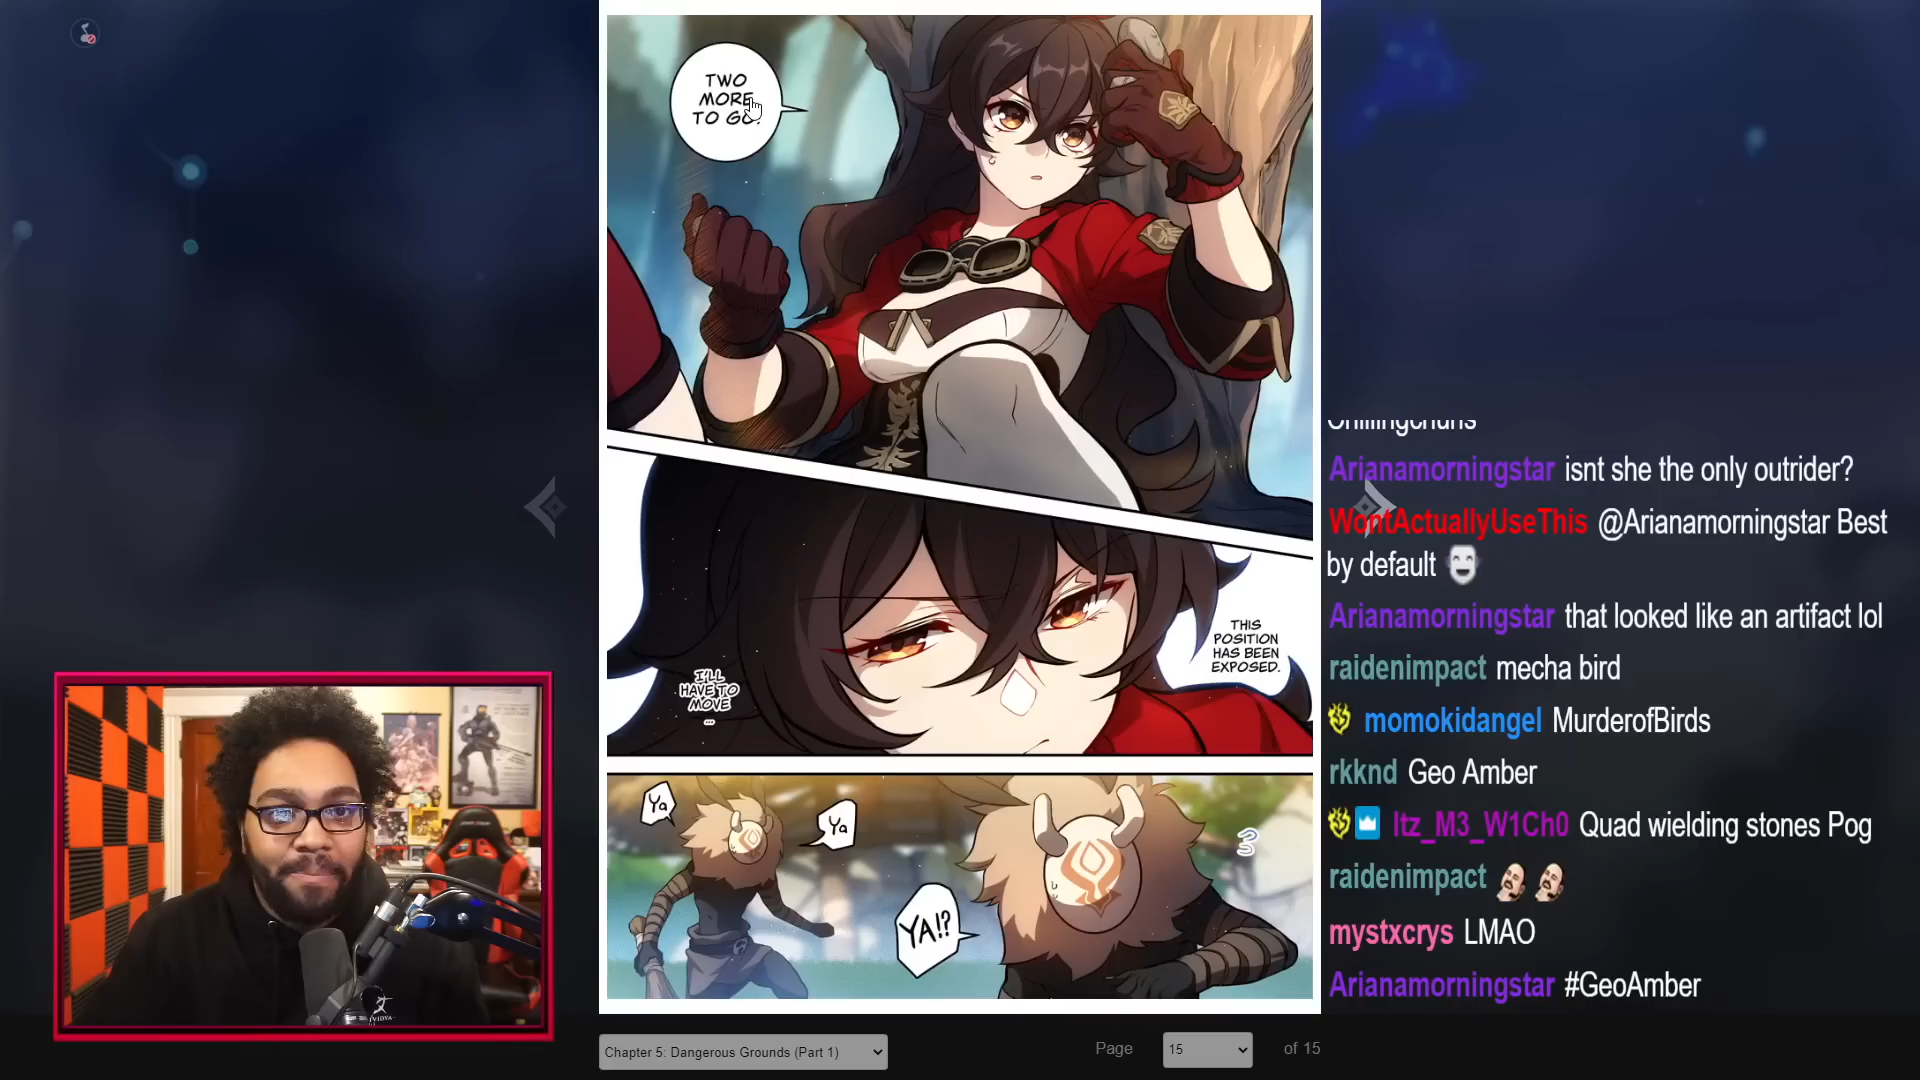 TWO
MORE
TO GO.
THIS
POSITION
HAS BEEN
EXPOSED.
I'LL
HAVE TO
MOVE
...
Ya
Ya
YA!?
Arianamorningstar isnt she the only outrider?
WontActuallyUseThis @Arianamorningstar Best
by default
Arianamorningstar that looked like an artifact lol
raidenimpact mecha bird
momokidangel MurderofBirds
rkknd Geo Amber
Itz_M3_W1Ch0 Quad wielding stones Pog
raidenimpact
mystxcrys LMAO
Arianamorningstar #GeoAmber
Chapter 5: Dangerous Grounds (Part 1)
Page 15 of 15